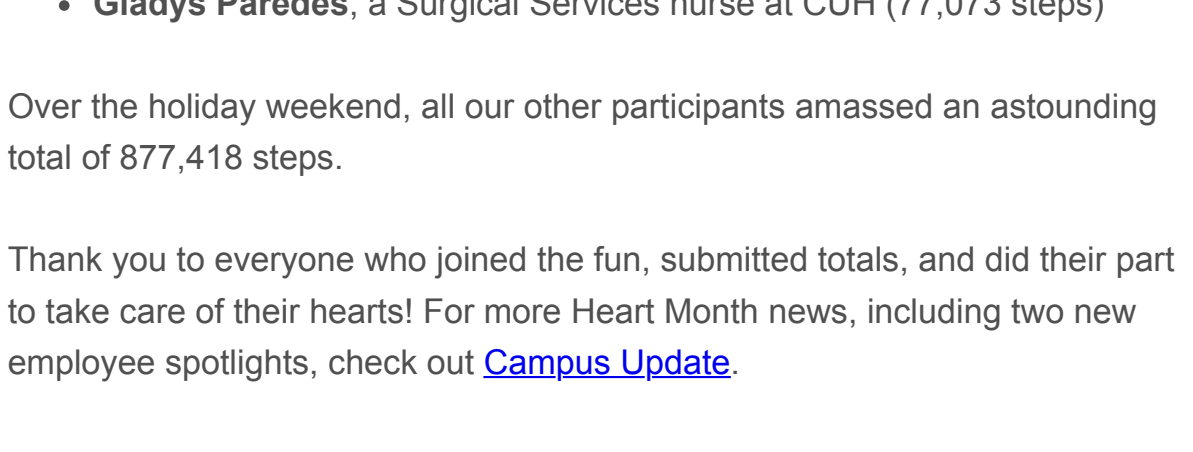 • Gladys Paredes, a Surgical Services nurse at CUH (77,073 steps)
Over the holiday weekend, all our other participants amassed an astounding
total of 877,418 steps.
Thank you to everyone who joined the fun, submitted totals, and did their part
to take care of their hearts! For more Heart Month news, including two new
employee spotlights, check out Campus Update.